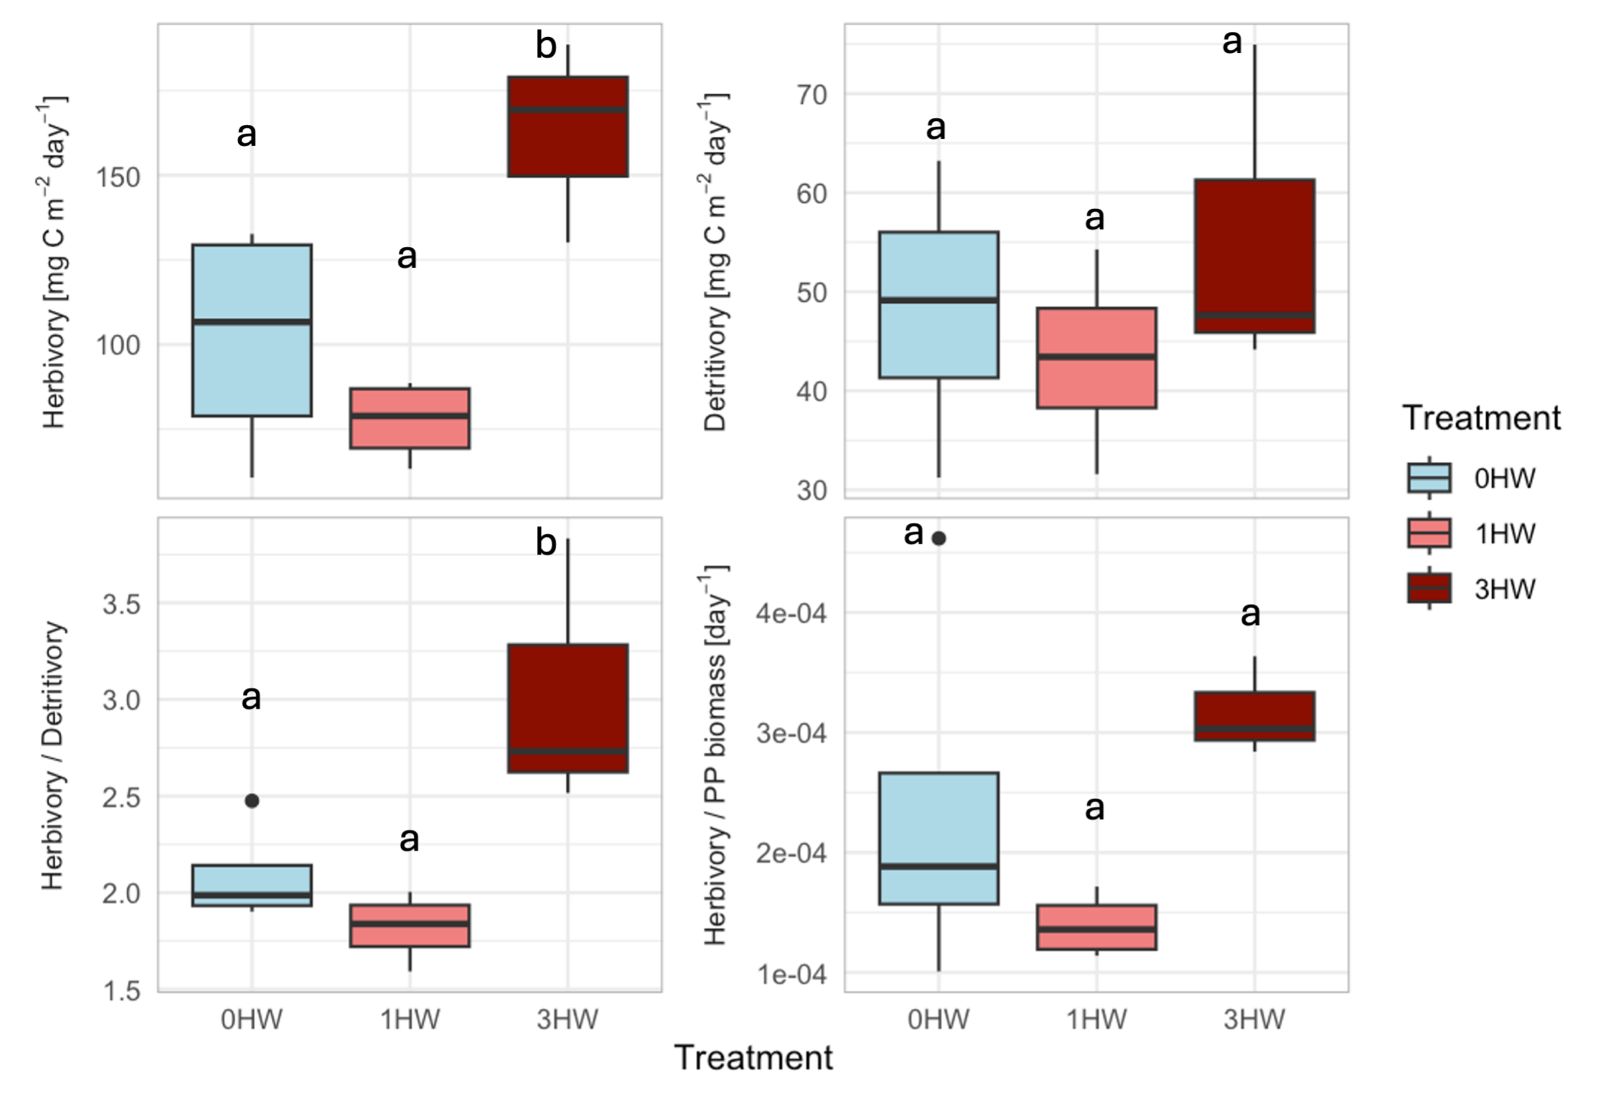 Herbivory [mg C m⁻² day⁻¹]
150
100
a
a
b
Detritivory [mg C m⁻² day⁻¹]
70
60
50
40
30
a
a
a
Herbivory / Detritivory
3.5
3.0
2.5
2.0
1.5
a
a
b
0HW
1HW
3HW
Herbivory / PP biomass [day⁻¹]
4e-04
3e-04
2e-04
1e-04
a
a
a
0HW
1HW
3HW
Treatment
Treatment
0HW
1HW
3HW